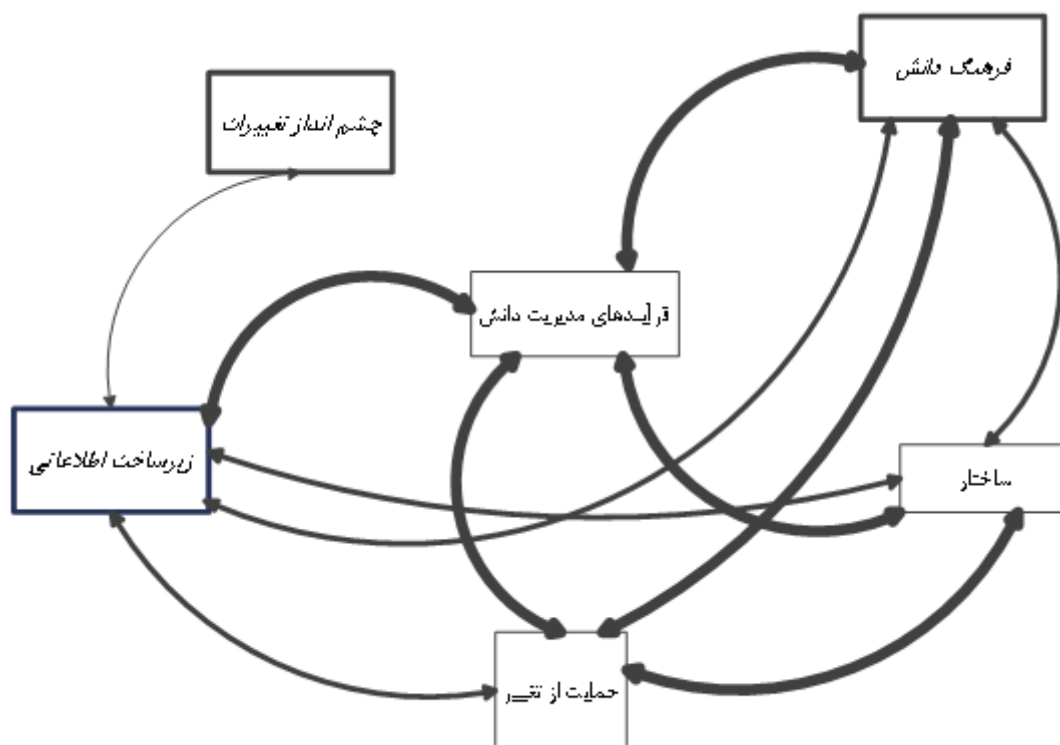 فرهنگ دانش
چشم انداز تغییرات
فرآیندهای مدیریت دانش
زیرساخت اطلاعاتی
ساختار
حمایت از تغییر